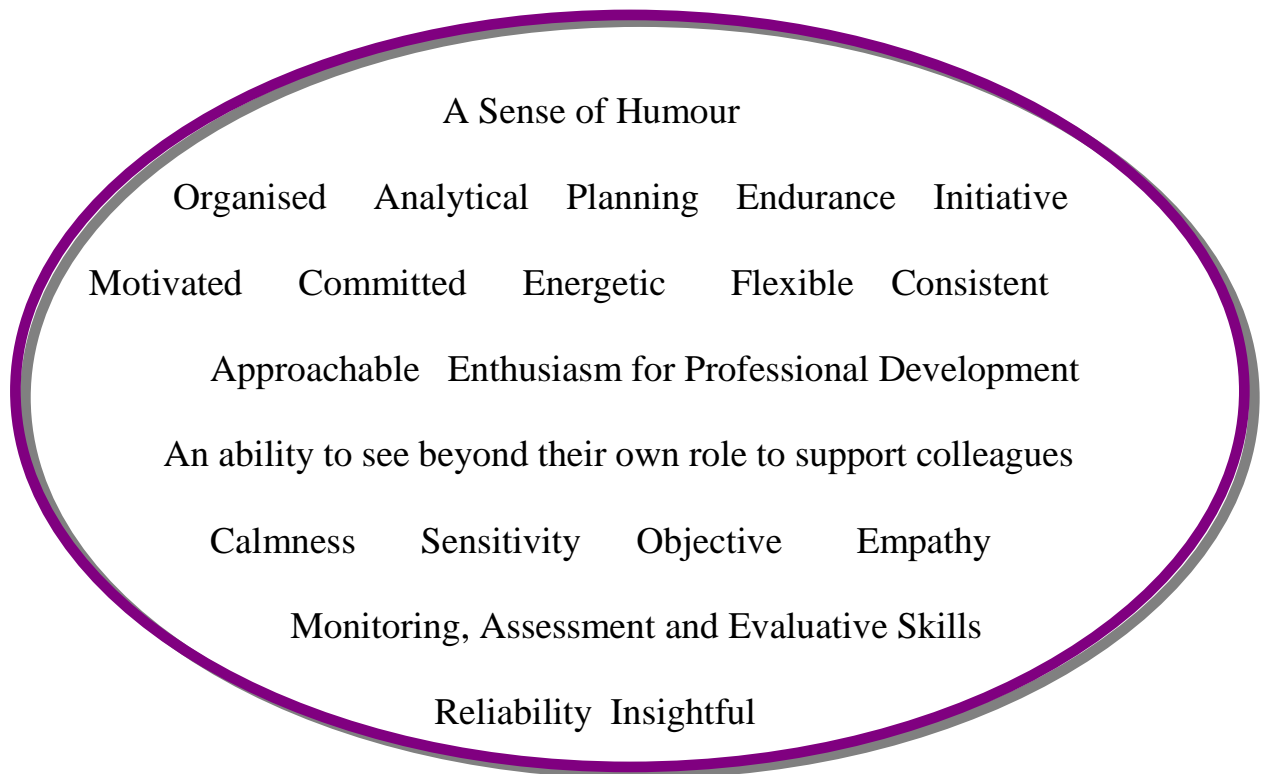 A Sense of Humour
Organised Analytical Planning Endurance Initiative
Motivated Committed Energetic Flexible Consistent
Approachable Enthusiasm for Professional Development
An ability to see beyond their own role to support colleagues
Calmness Sensitivity Objective Empathy
Monitoring, Assessment and Evaluative Skills
Reliability Insightful